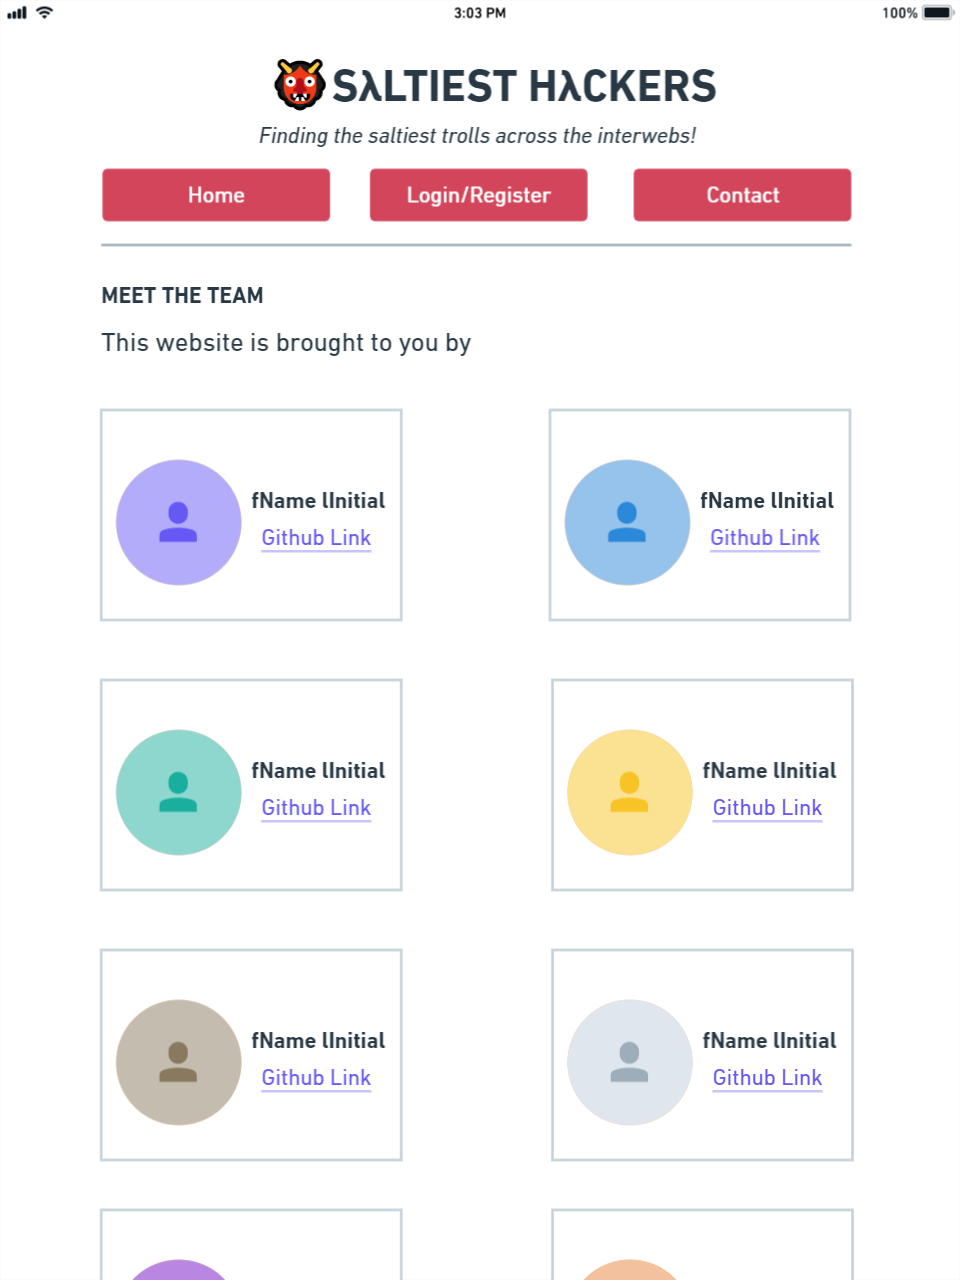 3:03 PM
100%
SλLTIEST HλCKERS
Finding the saltiest trolls across the interwebs!
Home
Login/Register
Contact
MEET THE TEAM
This website is brought to you by
fName lInitial
Github Link
fName lInitial
Github Link
fName lInitial
Github Link
fName lInitial
Github Link
fName lInitial
Github Link
fName lInitial
Github Link